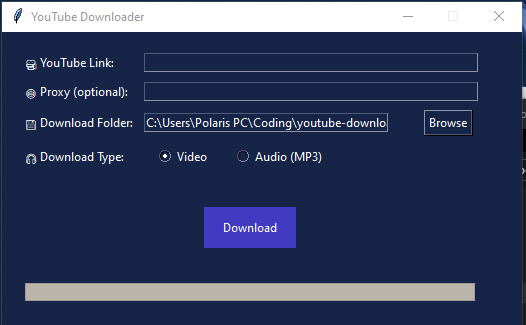 YouTube Downloader
YouTube Link:
Proxy (optional):
Download Folder: C:\Users\Polaris PC\Coding\youtube-downlo Browse
Download Type: Video Audio (MP3)
Download